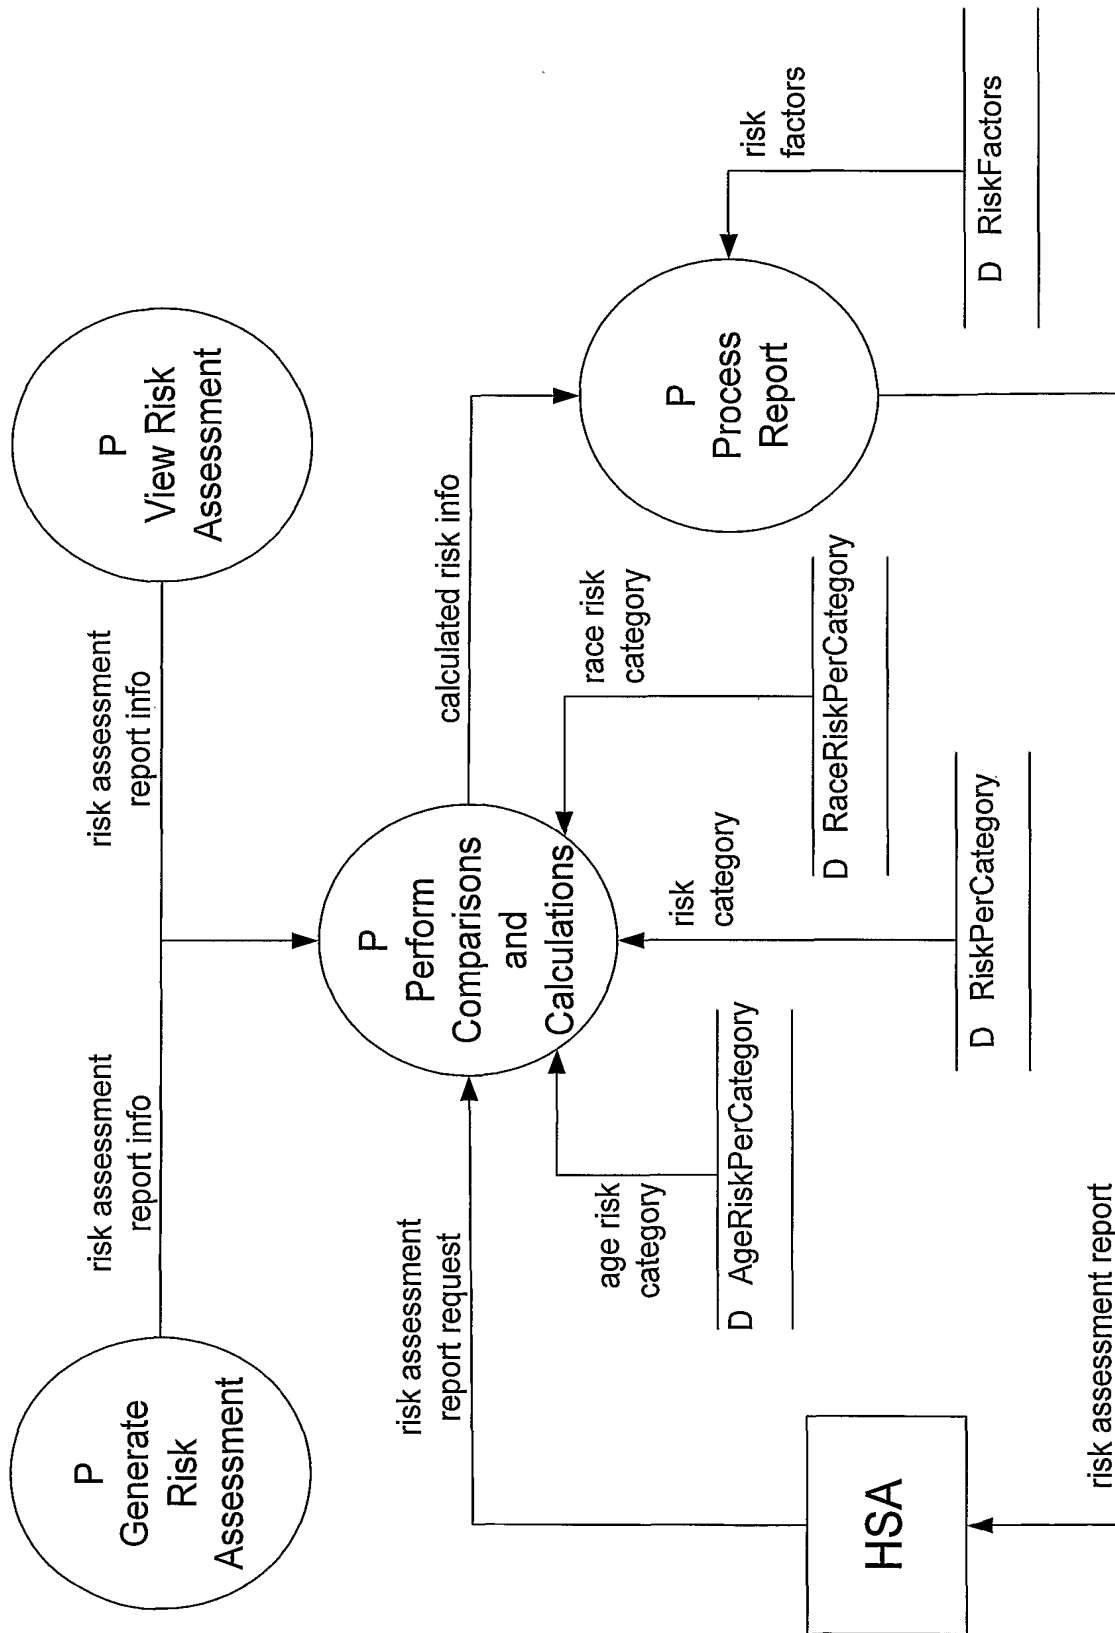 P
Generate
Risk
Assessment
risk assessment
report info
risk assessment
report info
P
View Risk
Assessment
risk assessment
report request
P
Perform
Comparisons
and
Calculations
calculated risk info
P
Process
Report
risk
factors
age risk
category
risk
category
race risk
category
D AgeRiskPerCategory
D RiskPerCategory
D RaceRiskPerCategory
D RiskFactors
HSA
risk assessment report